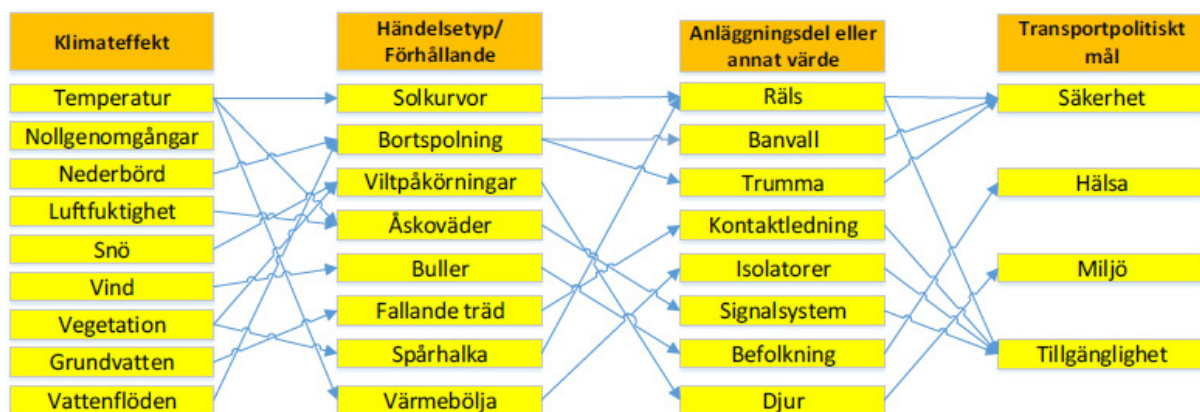 Klimateffekt
Händelsetyp/
Förhållande
Anläggningsdel eller
annat värde
Transportpolitiskt
mål
Temperatur
Nollgenomgångar
Nederbörd
Luftfuktighet
Snö
Vind
Vegetation
Grundvatten
Vattenflöden
Solkurvor
Bortspolning
Viltpåkörningar
Åskoväder
Buller
Fallande träd
Spårhalka
Värmebölja
Räls
Banvall
Trumma
Kontaktledning
Isolatorer
Signalsystem
Befolkning
Djur
Säkerhet
Hälsa
Miljö
Tillgänglighet